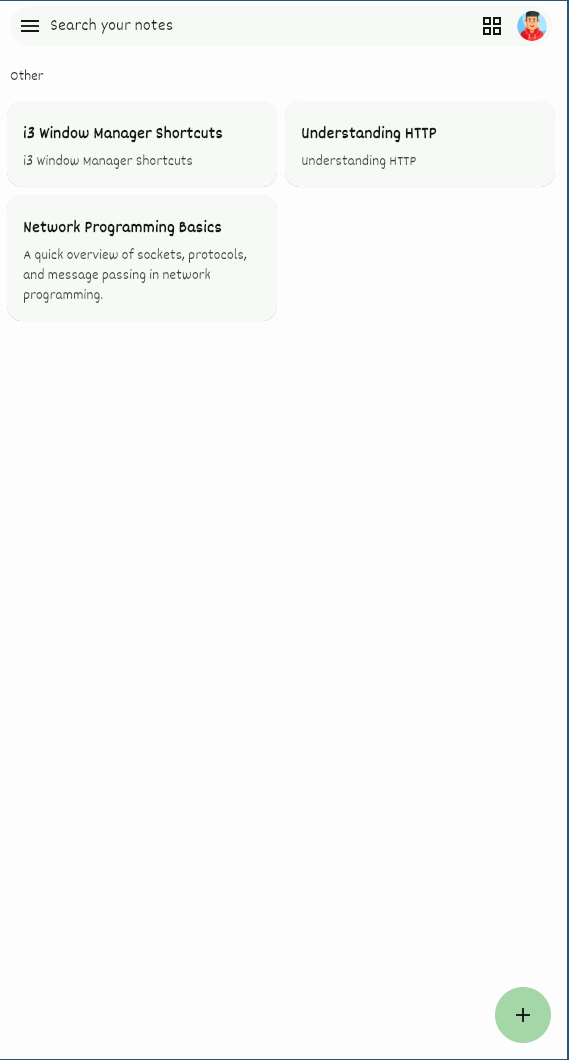 Search your notes
Other
i3 Window Manager Shortcuts
i3 Window Manager Shortcuts
Understanding HTTP
Understanding HTTP
Network Programming Basics
A quick overview of sockets, protocols,
and message passing in network
programming.